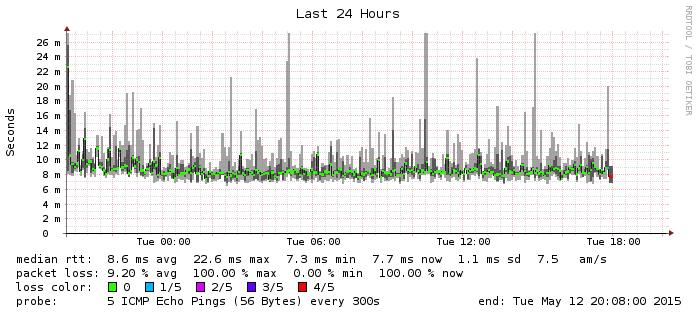 Last 24 Hours
RRDTOOL / TOBI OETIKER
Seconds
26 m
24 m
22 m
20 m
18 m
16 m
14 m
12 m
10 m
8 m
6 m
4 m
2 m
0
Tue 00:00 Tue 06:00 Tue 12:00 Tue 18:00
median rtt: 8.6 ms avg 22.6 ms max 7.3 ms min 7.7 ms now 1.1 ms sd 7.5 am/s
packet loss: 9.20 % avg 100.00 % max 0.00 % min 100.00 % now
loss color: 0 1/5 2/5 3/5 4/5
probe: 5 ICMP Echo Pings (56 Bytes) every 300s end: Tue May 12 20:08:00 2015